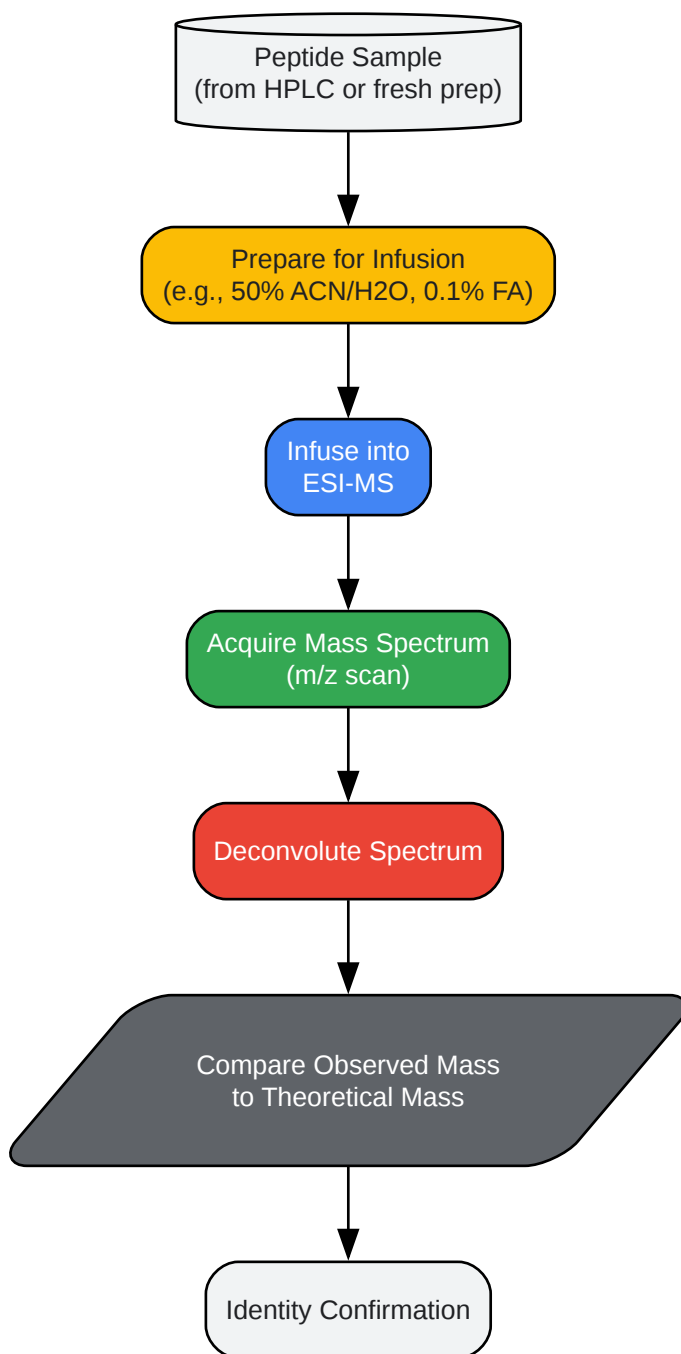 Peptide Sample
(from HPLC or fresh prep)
Prepare for Infusion
(e.g., 50% ACN/H2O, 0.1% FA)
Infuse into
ESI-MS
Acquire Mass Spectrum
(m/z scan)
Deconvolute Spectrum
Compare Observed Mass
to Theoretical Mass
Identity Confirmation